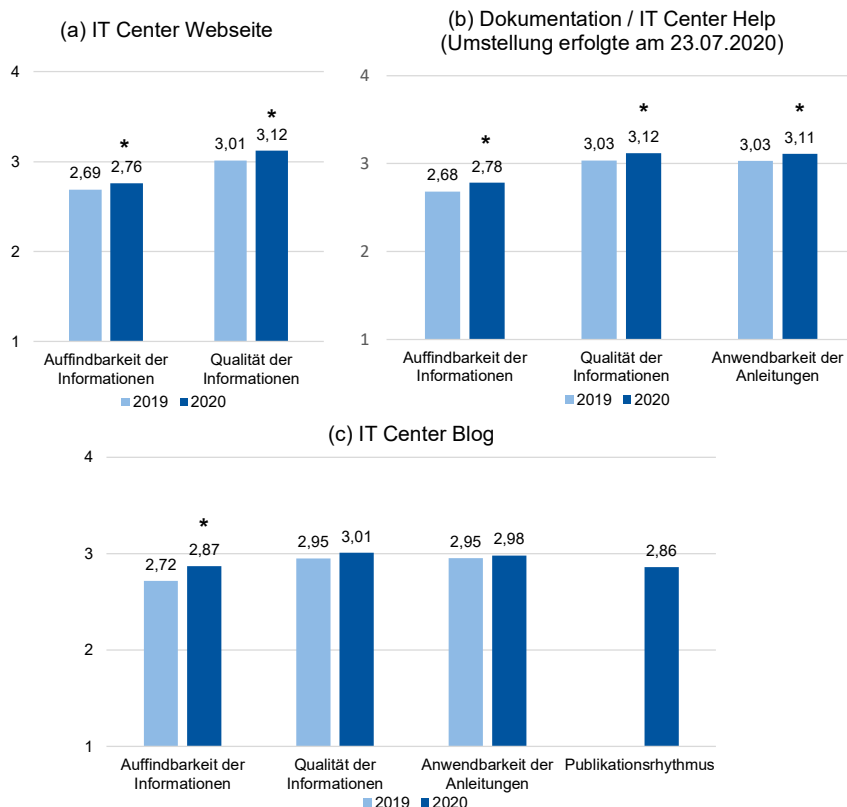 (a) IT Center Webseite
4
3
2
1
2,69
*
2,76
3,01
*
3,12
Auffindbarkeit der
Informationen
Qualität der
Informationen
2019 2020
(b) Dokumentation / IT Center Help
(Umstellung erfolgte am 23.07.2020)
4
3
2
1
2,68
*
2,78
3,03
*
3,12
3,03
*
3,11
Auffindbarkeit der
Informationen
Qualität der
Informationen
Anwendbarkeit der
Anleitungen
2019 2020
(c) IT Center Blog
4
3
2
1
2,72
*
2,87
2,95
3,01
2,95
2,98
2,86
Auffindbarkeit der
Informationen
Qualität der
Informationen
Anwendbarkeit der
Anleitungen
Publikationsrhythmus
2019 2020